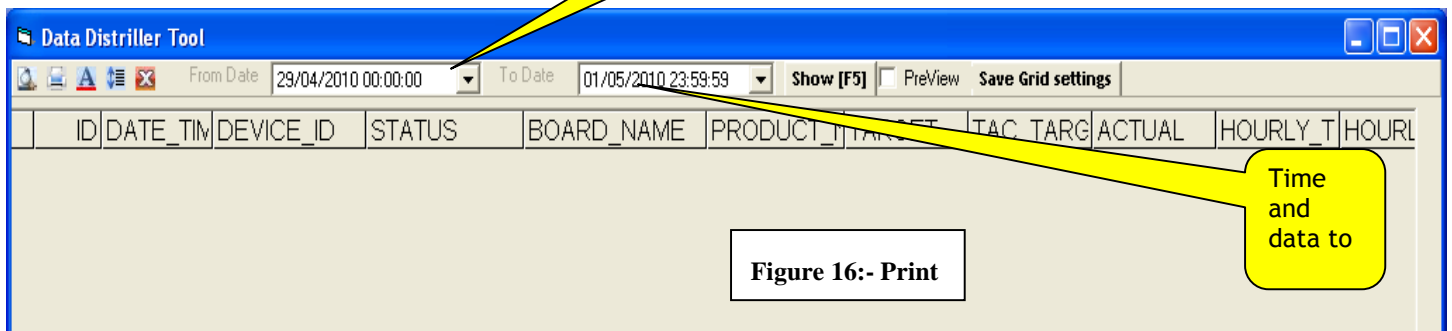 Data Distriller Tool
A From Date 29/04/2010 00:00:00 To Date 01/05/2010 23:59:59 Show [F5] PreView Save Grid settings
ID DATE_TIM DEVICE_ID STATUS BOARD_NAME PRODUCT_N TARGET TAC_TARG ACTUAL HOURLY_T HOURL
Time
and
data to
Figure 16:- Print